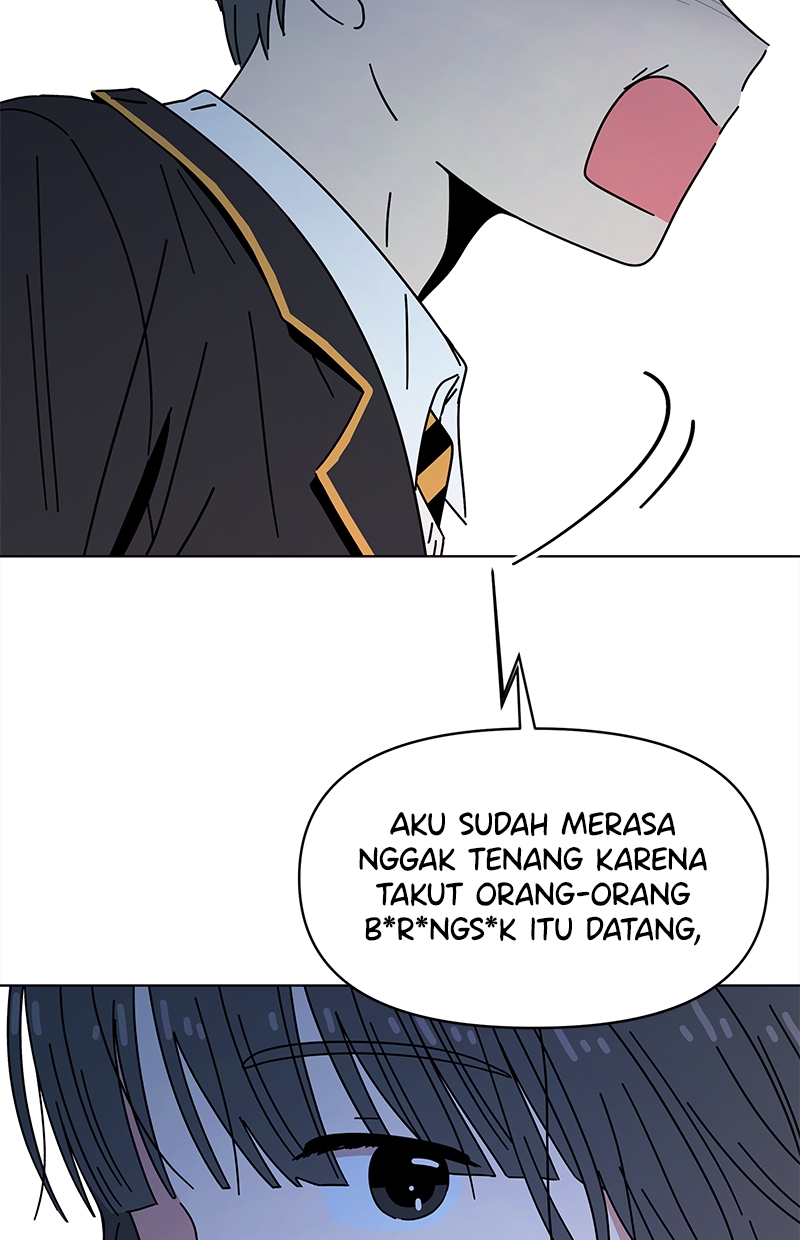 AKU SUDAH MERASA
NGGAK TENANG KARENA
TAKUT ORANG-ORANG
B*R*NGS*K ITU DATANG,